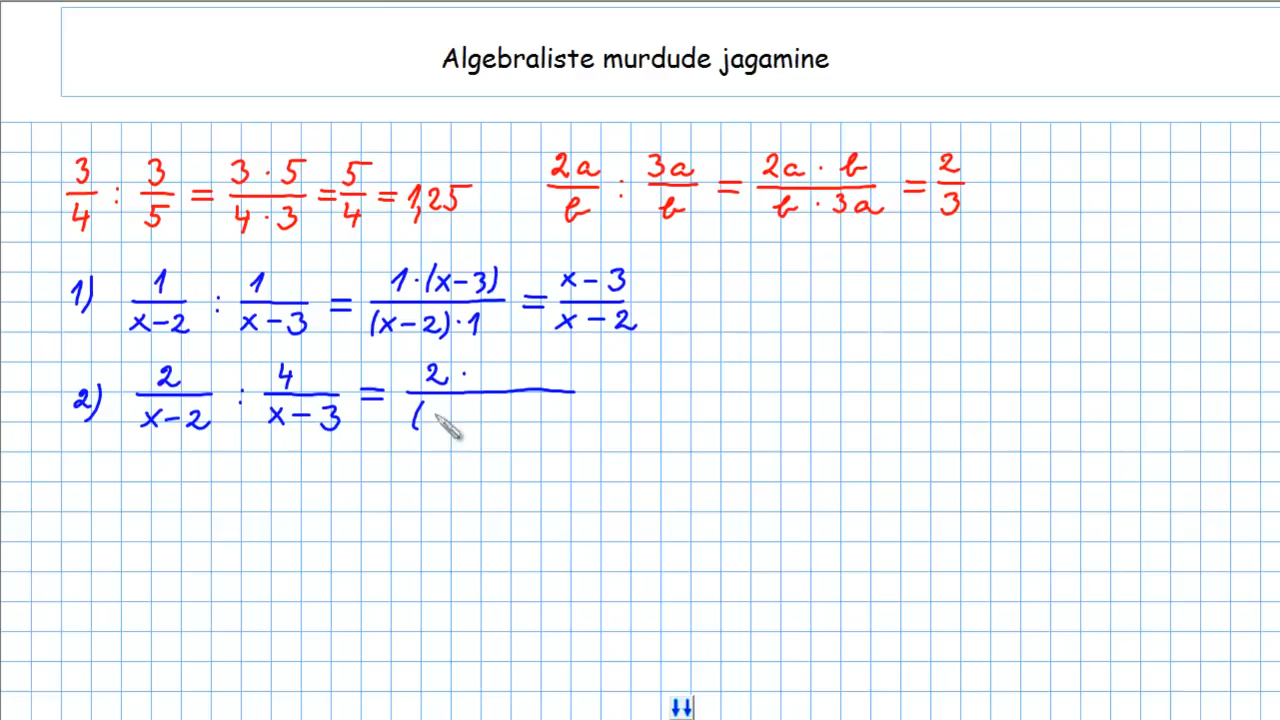 Algebraliste murdude jagamine
3/4 : 3/5 = (3 · 5)/(4 · 3) = 5/4 = 1,25    2a/b : 3a/b = (2a · b)/(b · 3a) = 2/3
1) 1/(x-2) : 1/(x-3) = 1·(x-3)/(x-2)·1 = (x-3)/(x-2)
2) 2/(x-2) : 4/(x-3) = 2 · / (